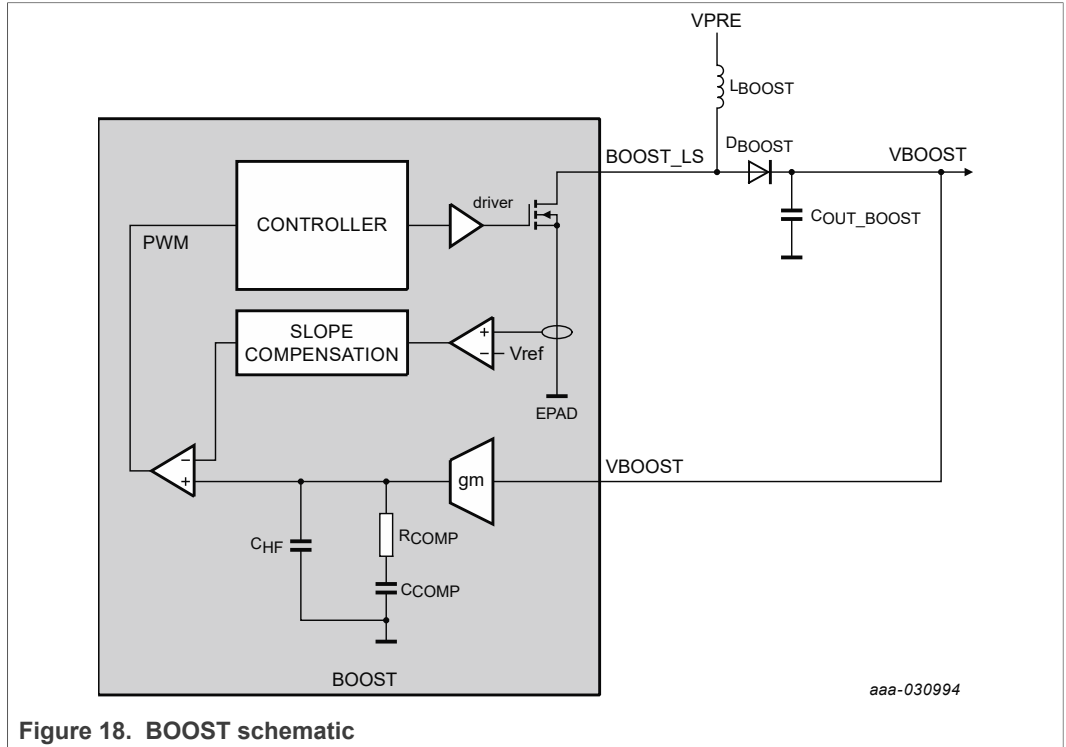 VPRE
LBOOST
DBOOST
BOOST_LS
VBOOST
driver
CONTROLLER
COUT_BOOST
PWM
SLOPE
COMPENSATION
+
−
Vref
EPAD
VBOOST
−
+
gm
RCOMP
CHF
CCOMP
BOOST
aaa-030994
Figure 18. BOOST schematic